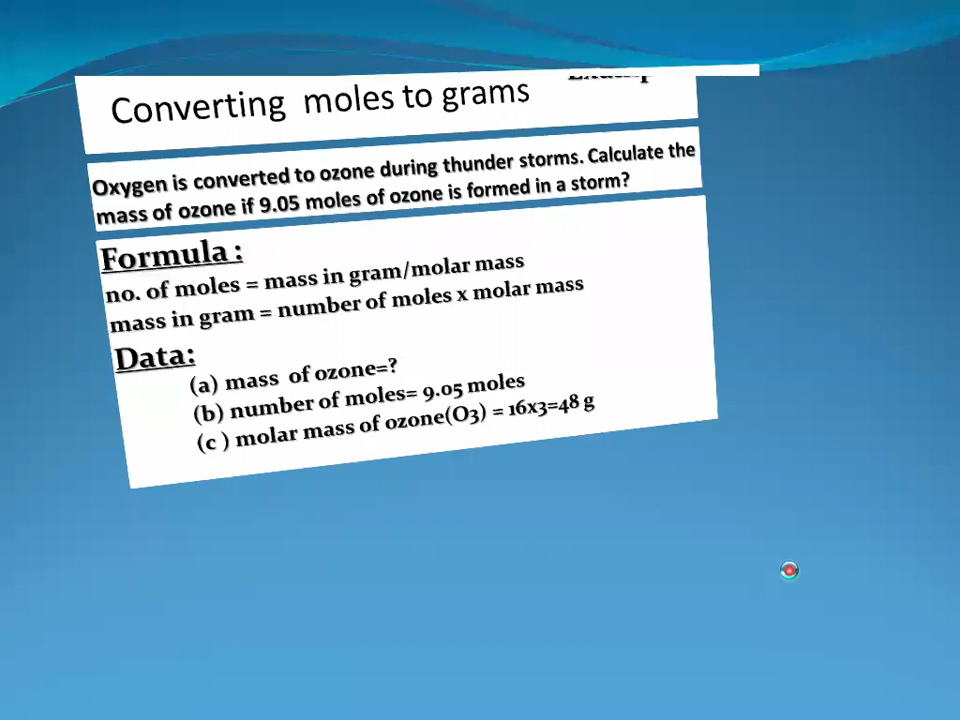 Converting moles to grams
Oxygen is converted to ozone during thunder storms. Calculate the
mass of ozone if 9.05 moles of ozone is formed in a storm?
Formula :
no. of moles = mass in gram/molar mass
mass in gram = number of moles x molar mass
Data:
(a) mass of ozone=?
(b) number of moles= 9.05 moles
(c ) molar mass of ozone(O3) = 16x3=48 g